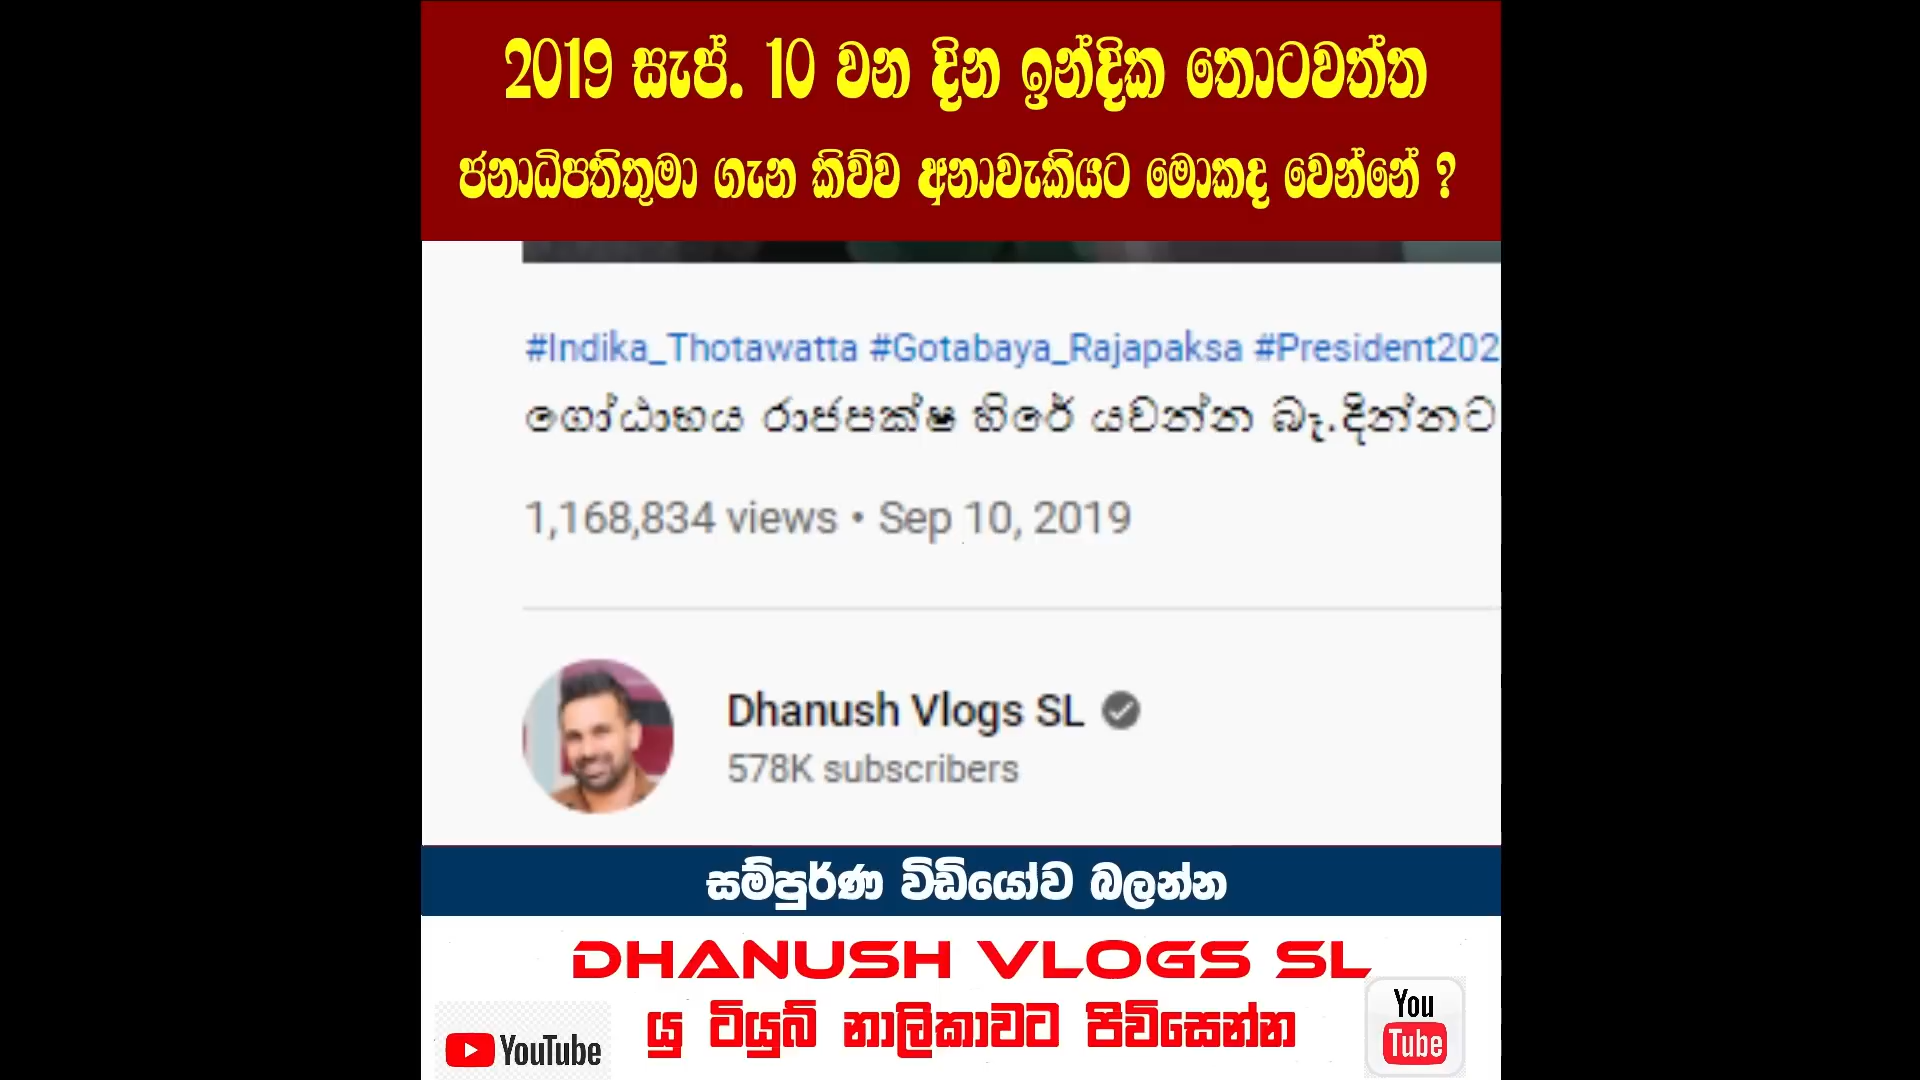 2019 සැප්. 10 වන දින ඉන්දික තොටවත්ත
ජනාධිපතිතුමා ගැන කිව්ව අනාවැකියට මොකද වෙන්නේ ?
#Indika_Thotawatta #Gotabaya_Rajapaksa #President202
ගෝඨාභය රාජපක්ෂ හිරේ යවන්න බෑ.දින්නට
1,168,834 views • Sep 10, 2019
Dhanush Vlogs SL
578K subscribers
සම්පුර්ණ විඩියෝව බලන්න
DHANUSH VLOGS SL
යු ටියුබ් නාලිකාවට පිවිසෙන්න
YouTube
You
Tube